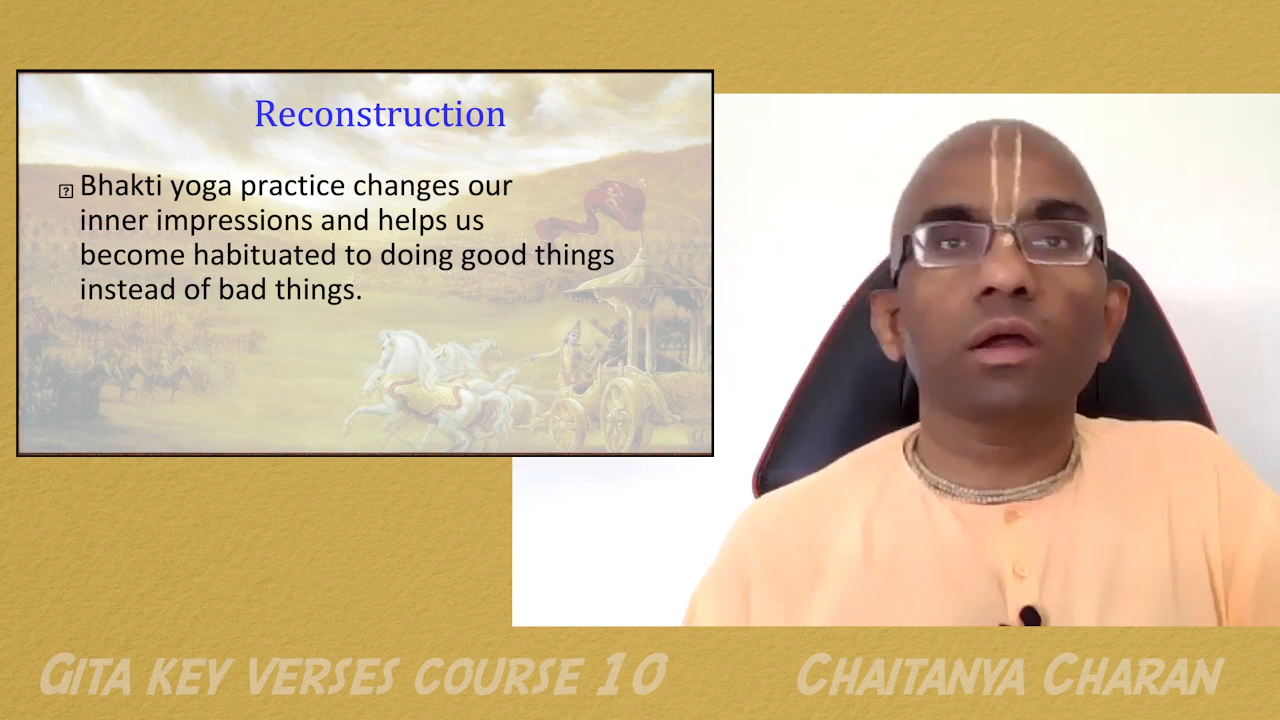 Reconstruction
Bhakti yoga practice changes our
inner impressions and helps us
become habituated to doing good things
instead of bad things.
GITA KEY VERSES COURSE 10
CHAITANYA CHARAN